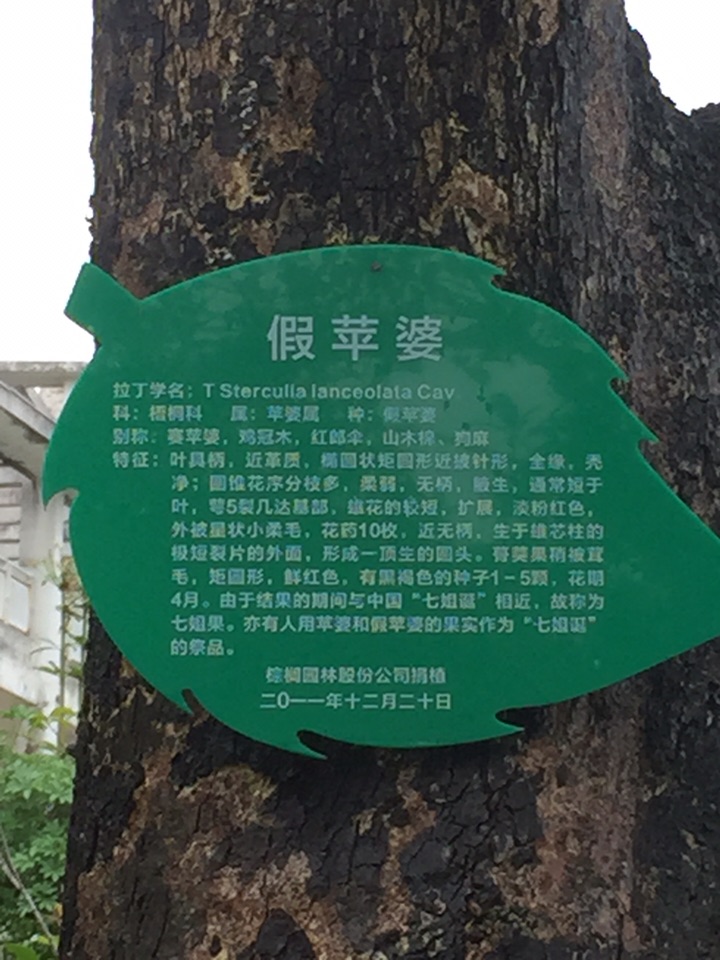 假苹婆
拉丁学名：T Sterculia lanceolata Cav
科：梧桐科 属：苹婆属 种：假苹婆
别称：赛苹婆，鸡冠木，红郎伞，山木棉、狗麻
特征：叶具柄，近革质，椭圆状矩圆形近披针形，全缘，秃
净；圆锥花序分枝多，柔弱，无柄，腋生，通常短于
叶，萼5裂几达基部，雄花的较短，扩展，淡粉红色，
外被星状小柔毛，花药10枚，近无柄，生于雄芯柱的
极短裂片的外面，形成一顶生的圆头。蓇葖果稍被茸
毛，矩圆形，鲜红色，有黑褐色的种子1-5颗，花期
4月。由于结果的期间与中国“七姐诞”相近，故称为
七姐果。亦有人用苹婆和假苹婆的果实作为“七姐诞”
的祭品。
棕榈园林股份公司捐植
二0一一年十二月二十日